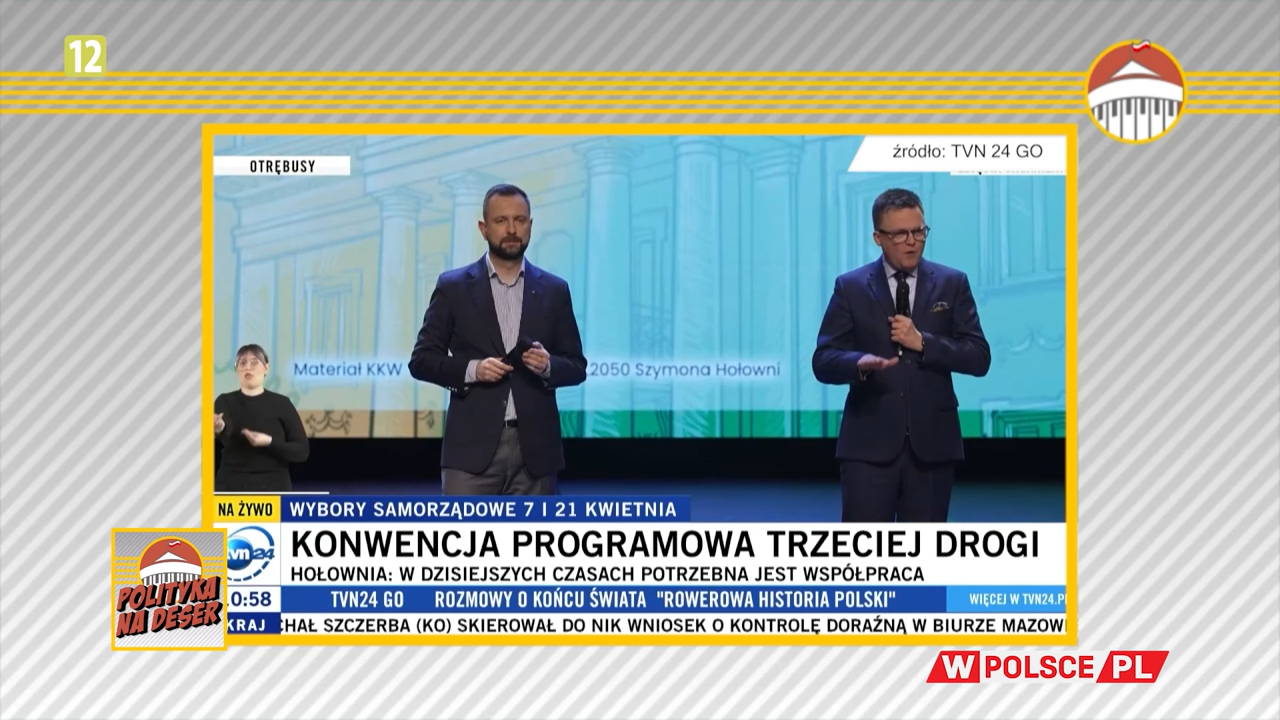 12
źródło: TVN 24 GO
OTRĘBUSY
Materiał KKW
2050 Szymona Hołowni
NA ŻYWO
WYBORY SAMORZĄDOWE 7 I 21 KWIETNIA
tvn24
KONWENCJA PROGRAMOWA TRZECIEJ DROGI
HOŁOWNIA: W DZISIEJSZYCH CZASACH POTRZEBNA JEST WSPÓŁPRACA
0:58
TVN24 GO ROZMOWY O KOŃCU ŚWIATA "ROWEROWA HISTORIA POLSKI"
WIĘCEJ W TVN24.P
KRAJ
CHAŁ SZCZERBA (KO) SKIEROWAŁ DO NIK WNIOSEK O KONTROLĘ DORAŹNĄ W BIURZE MAZOW
POLITYKA
NA DESER
WPOLSCE PL